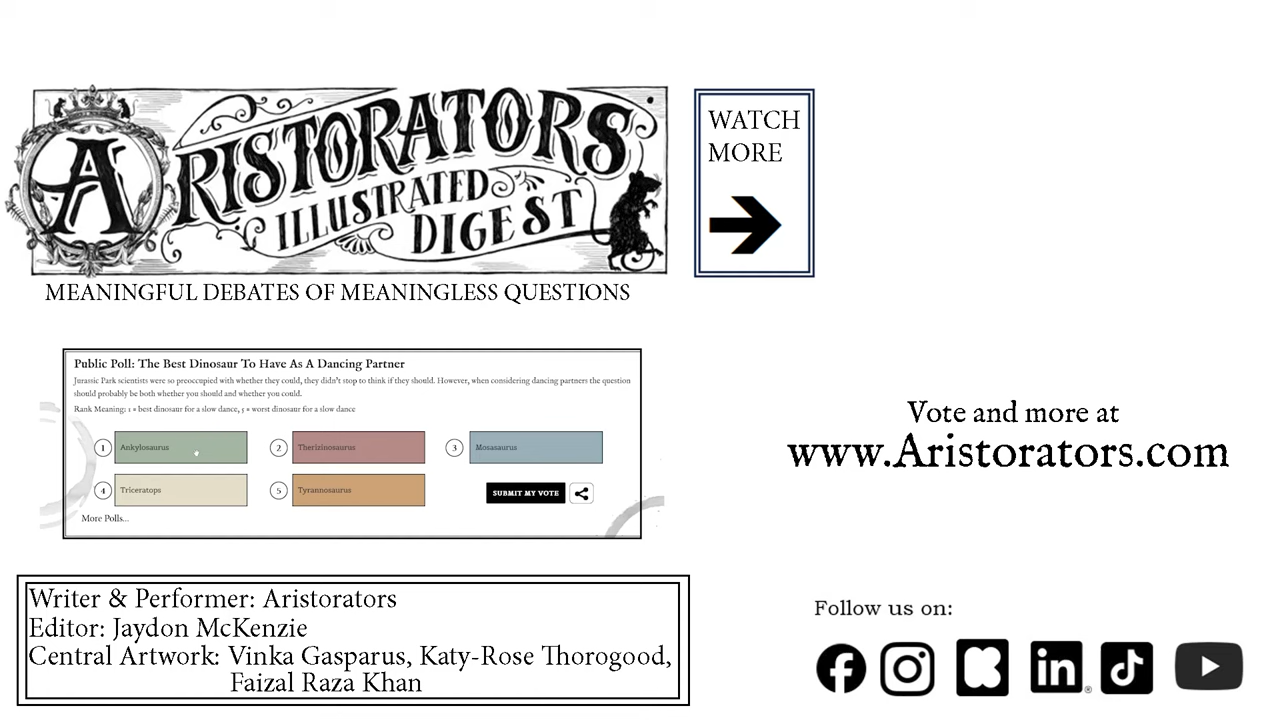 ARISTORATORS
ILLUSTRATED
DIGEST
WATCH
MORE
MEANINGFUL DEBATES OF MEANINGLESS QUESTIONS
Public Poll: The Best Dinosaur To Have As A Dancing Partner
Jurassic Park scientists were so preoccupied with whether they could, they didn't stop to think if they should. However, when considering dancing partners the question
should probably be both whether you should and whether you could.
Rank Meaning: 1 = best dinosaur for a slow dance, 5 = worst dinosaur for a slow dance
1 Ankylosaurus 2 Therizinosaurus 3 Mosasaurus
4 Triceratops 5 Tyrannosaurus SUBMIT MY VOTE
More Polls...
Vote and more at
www.Aristorators.com
Writer & Performer: Aristorators
Editor: Jaydon McKenzie
Central Artwork: Vinka Gasparus, Katy-Rose Thorogood,
Faizal Raza Khan
Follow us on: